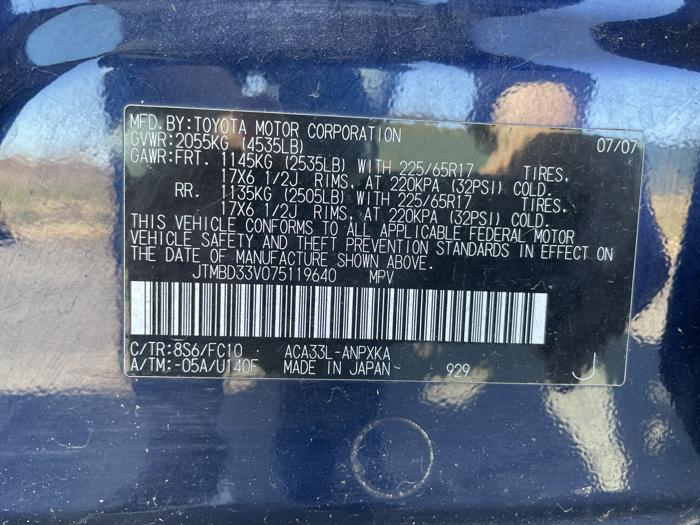 MFD.BY:TOYOTA MOTOR CORPORATION 07/07
GVWR:2055KG (4535LB)
GAWR:FRT. 1145KG (2535LB) WITH 225/65R17 TIRES,
17X6 1/2J RIMS, AT 220KPA (32PSI) COLD.
RR. 1135KG (2505LB) WITH 225/65R17 TIRES,
17X6 1/2J RIMS, AT 220KPA (32PSI) COLD.
THIS VEHICLE CONFORMS TO ALL APPLICABLE FEDERAL MOTOR
VEHICLE SAFETY AND THEFT PREVENTION STANDARDS IN EFFECT ON
THE DATE OF MANUFACTURE SHOWN ABOVE.
JTMBD33V075119640 MPV
C/TR:8S6/FC10 ACA33L-ANPXKA
A/TM:-05A/U140F MADE IN JAPAN 929 J